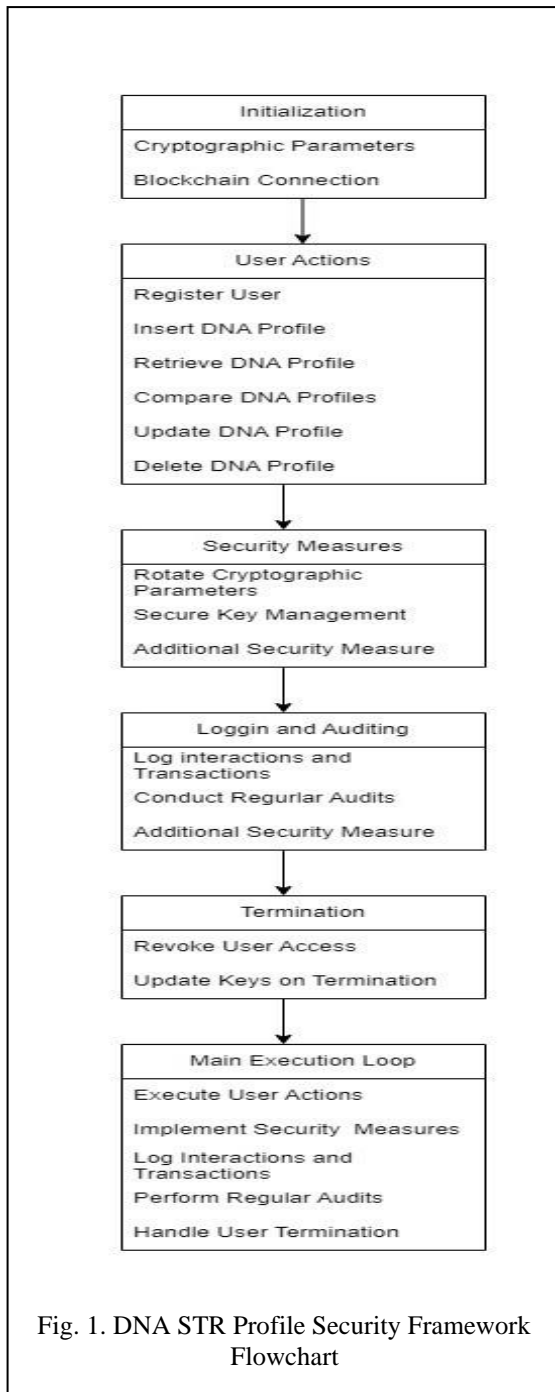 Initialization
Cryptographic Parameters
Blockchain Connection
User Actions
Register User
Insert DNA Profile
Retrieve DNA Profile
Compare DNA Profiles
Update DNA Profile
Delete DNA Profile
Security Measures
Rotate Cryptographic
Parameters
Secure Key Management
Additional Security Measure
Loggin and Auditing
Log interactions and
Transactions
Conduct Regurlar Audits
Additional Security Measure
Termination
Revoke User Access
Update Keys on Termination
Main Execution Loop
Execute User Actions
Implement Security Measures
Log Interactions and
Transactions
Perform Regular Audits
Handle User Termination
Fig. 1. DNA STR Profile Security Framework
Flowchart